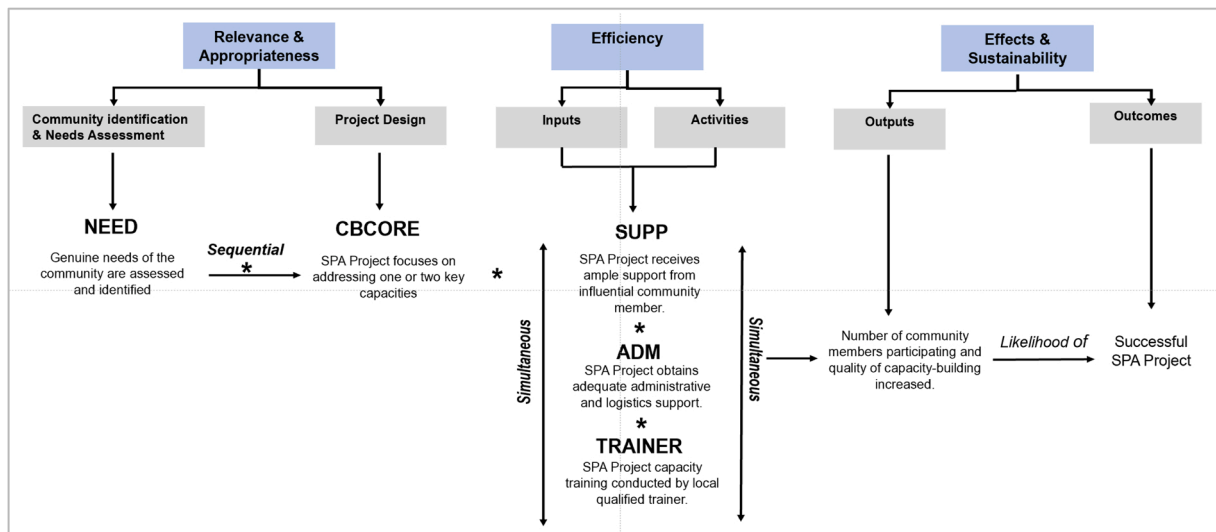 Relevance &
Appropriateness
Efficiency
Effects &
Sustainability
Community identification
& Needs Assessment
Project Design
Inputs
Activities
Outputs
Outcomes
NEED
Genuine needs of the
community are assessed
and identified
Sequential
*
CBCORE
SPA Project focuses on
addressing one or two key
capacities
*
Simultaneous
SUPP
SPA Project receives
ample support from
influential community
member.
*
ADM
SPA Project obtains
adequate administrative
and logistics support.
*
TRAINER
SPA Project capacity
training conducted by local
qualified trainer.
Simultaneous
Number of community
members participating and
quality of capacity-building
increased.
Likelihood of
Successful
SPA Project